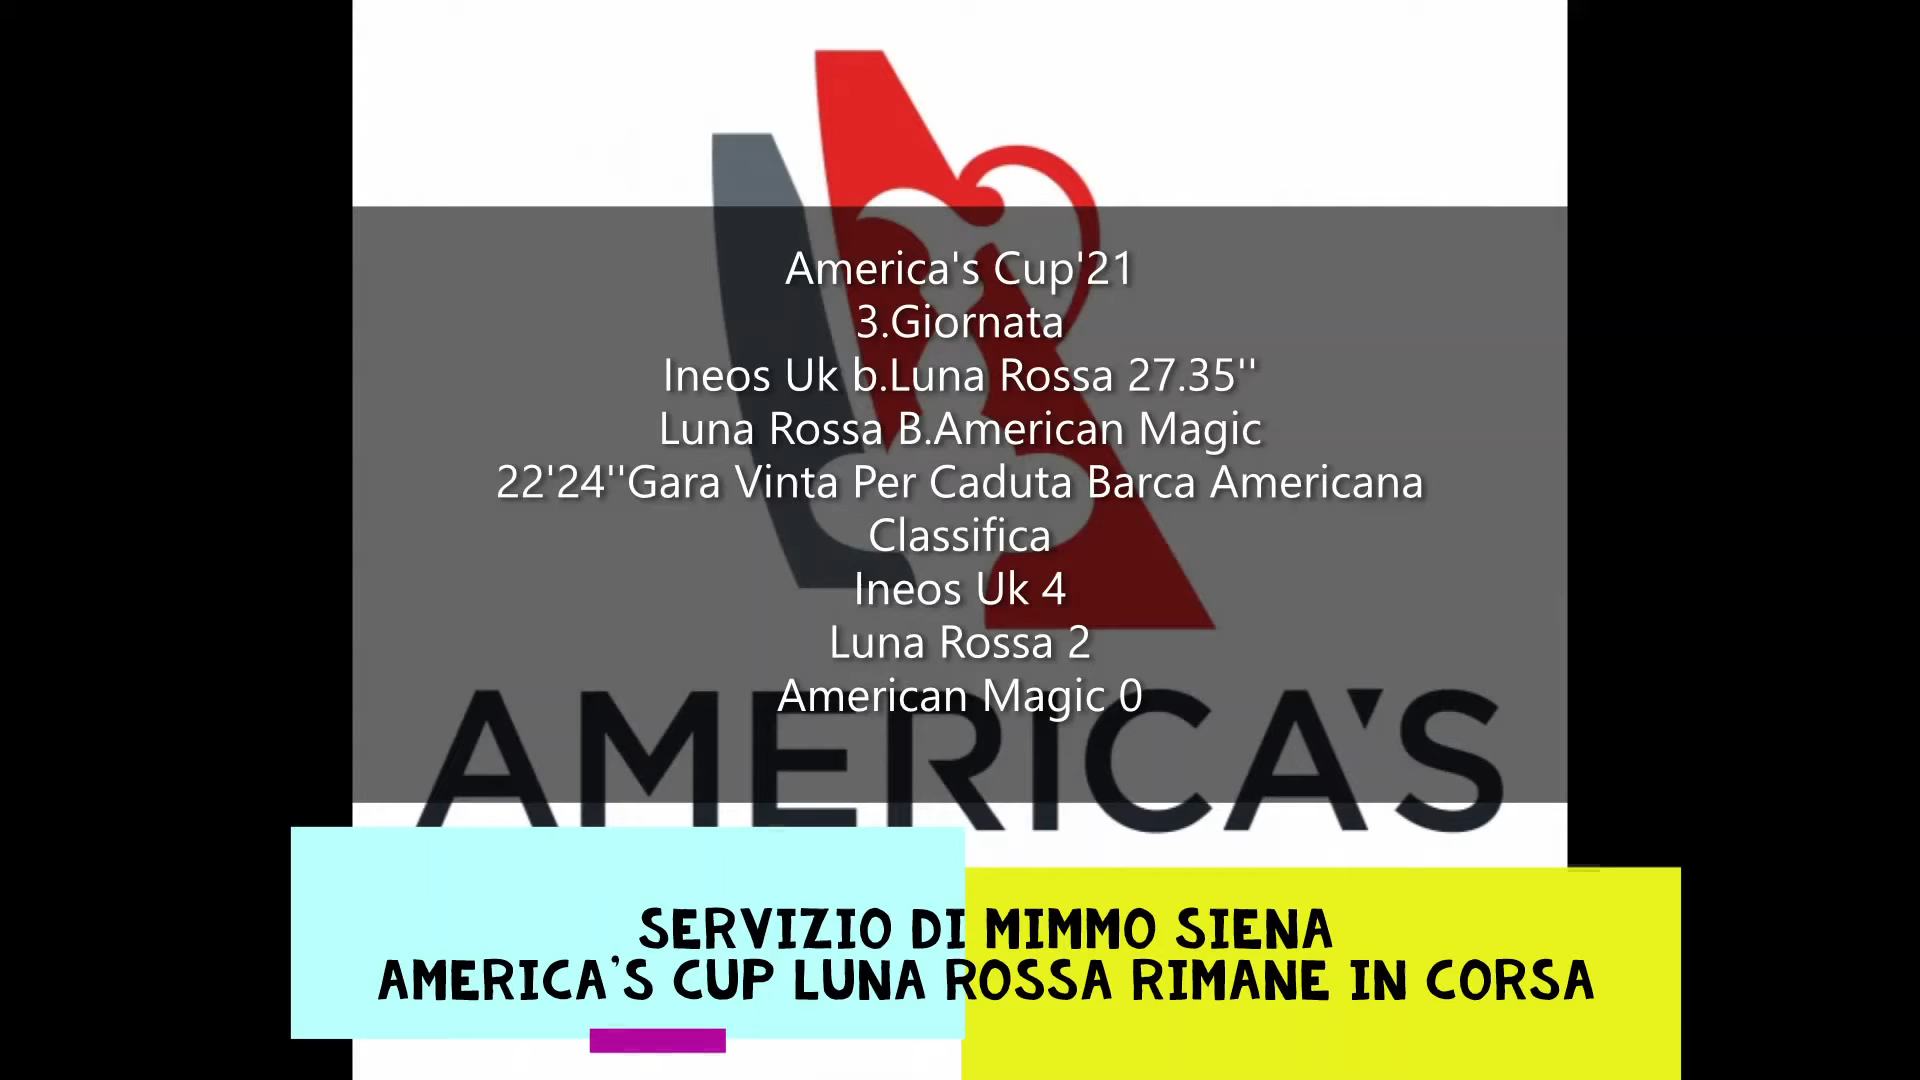 America's Cup'21
3.Giornata
Ineos Uk b.Luna Rossa 27.35''
Luna Rossa B.American Magic
22'24''Gara Vinta Per Caduta Barca Americana
Classifica
Ineos Uk 4
Luna Rossa 2
American Magic 0
AMERICA'S
SERVIZIO DI MIMMO SIENA
AMERICA'S CUP LUNA ROSSA RIMANE IN CORSA